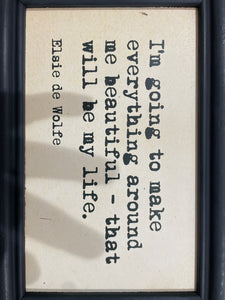 I'm going to make
everything around
me beautiful - that
will be my life.
Elsie de Wolfe